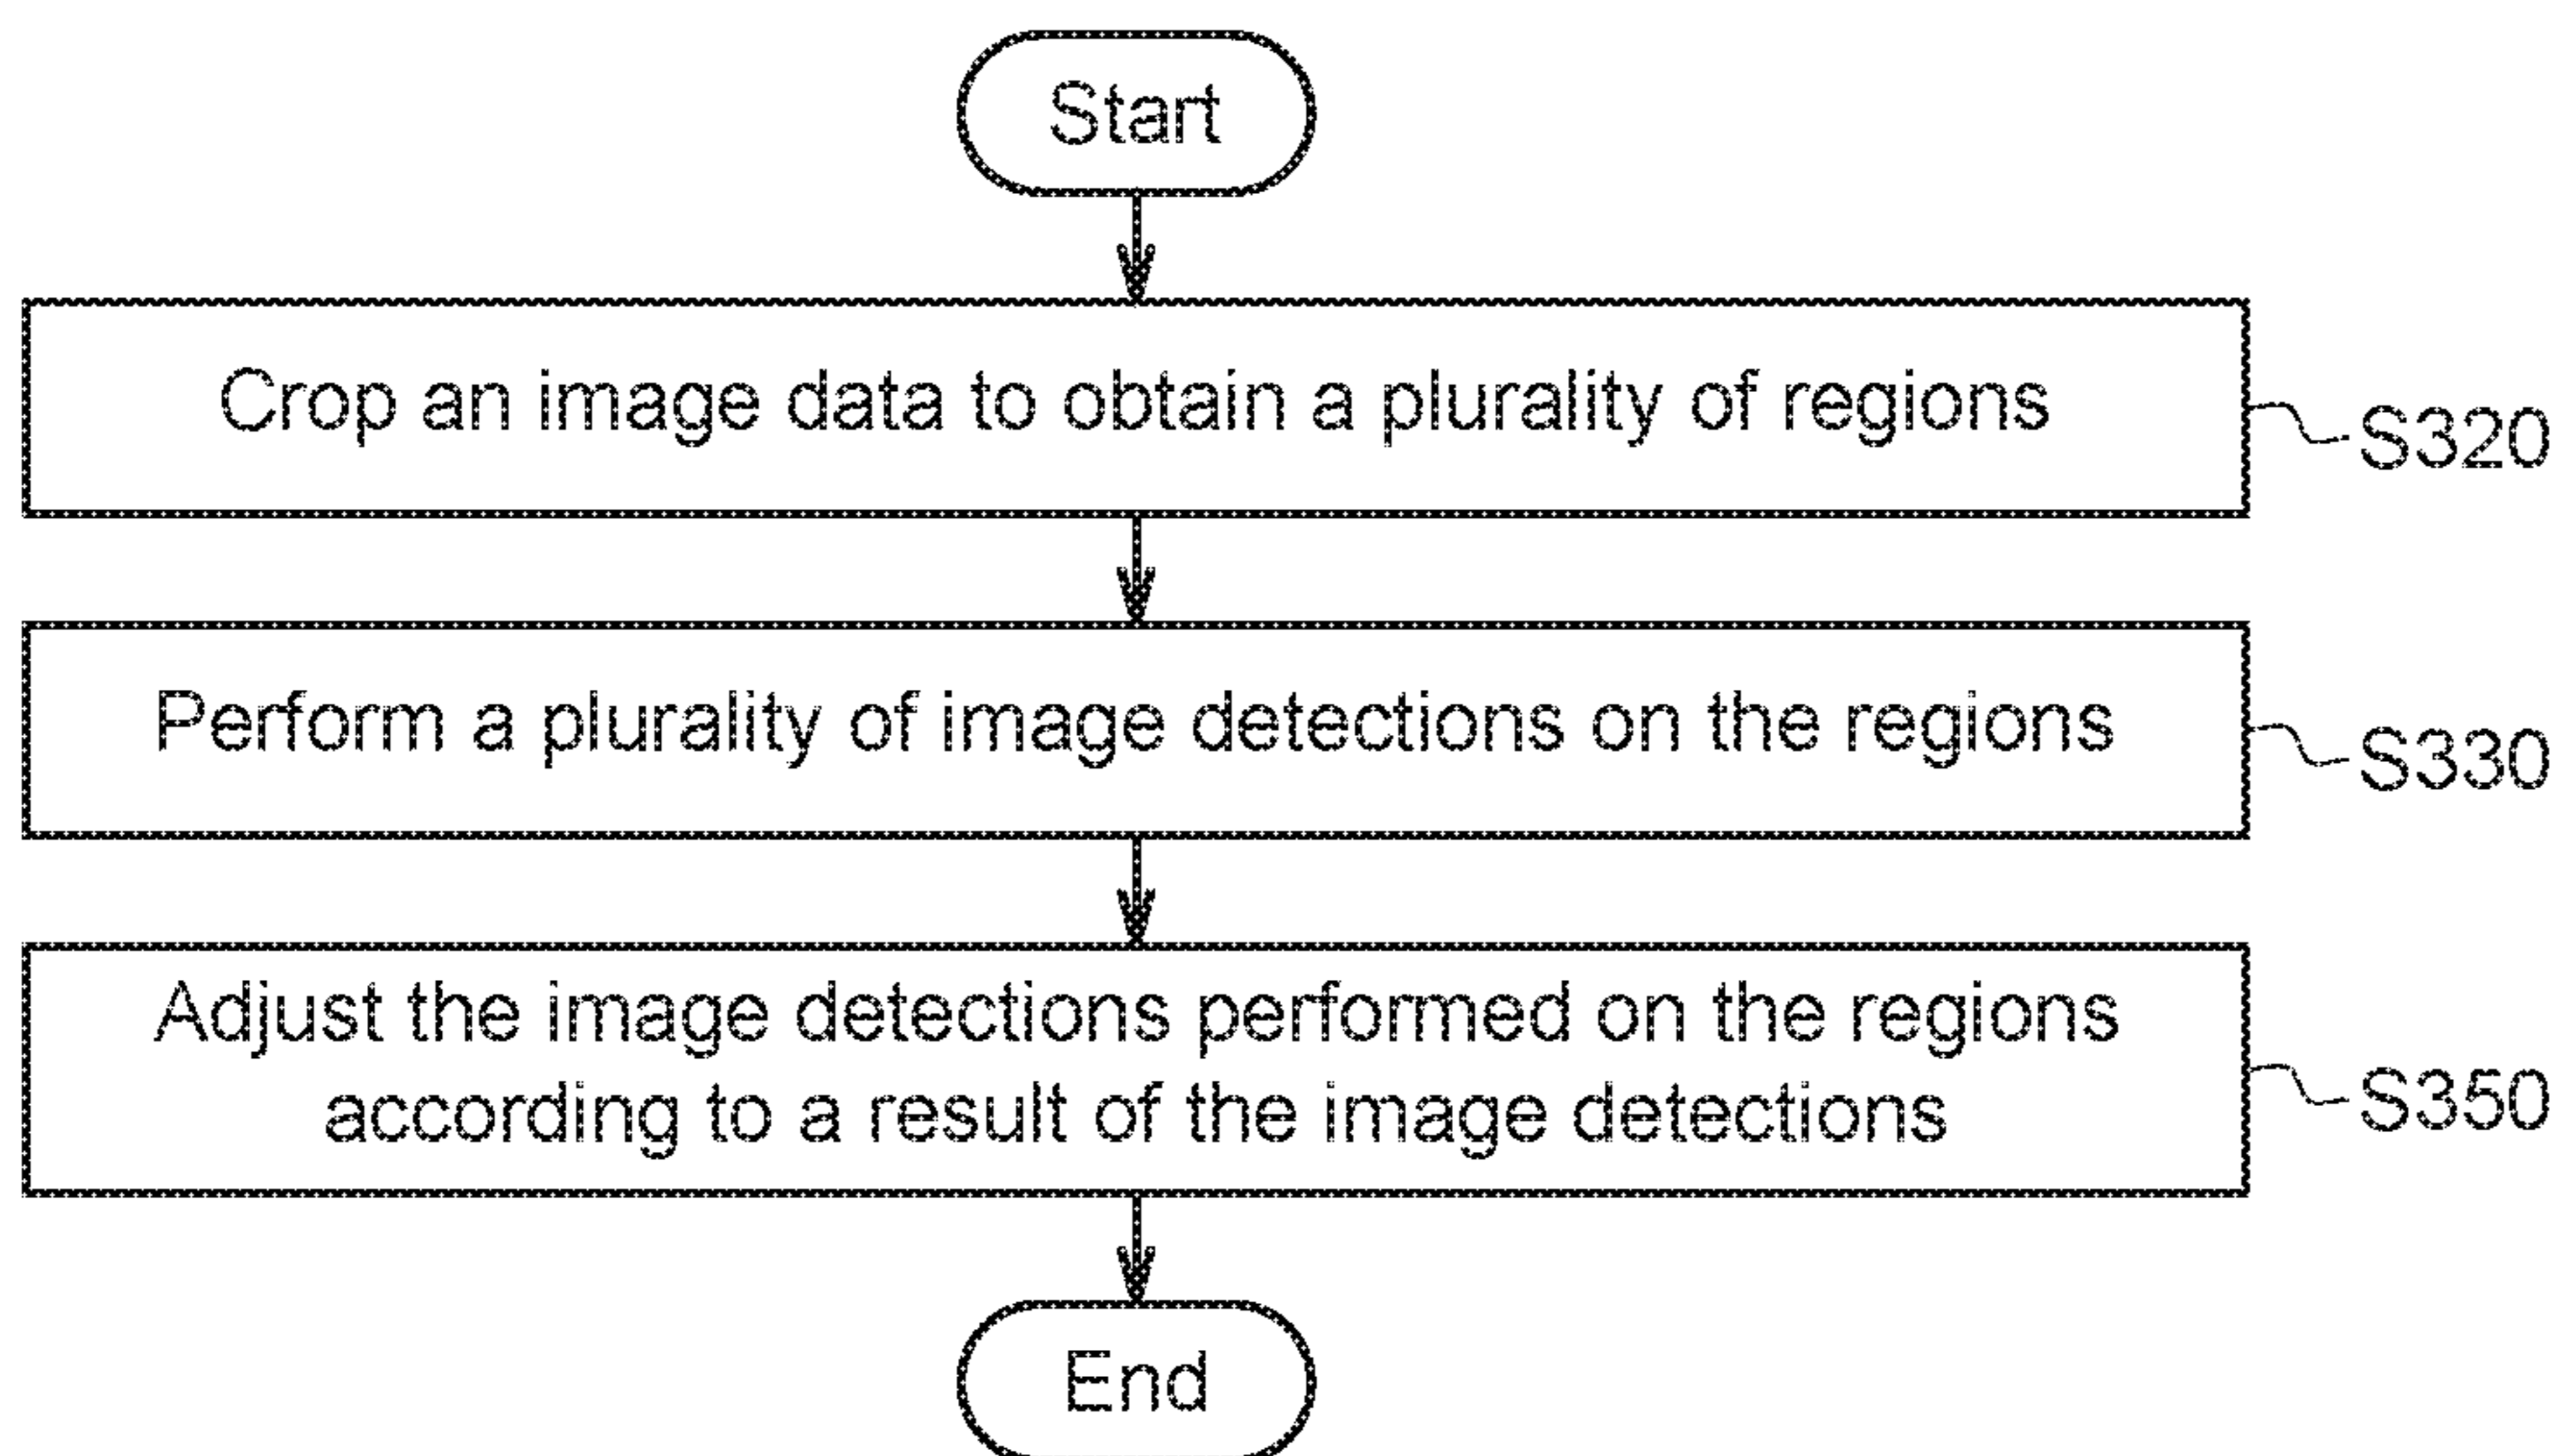 Start
Crop an image data to obtain a plurality of regions
S320
Perform a plurality of image detections on the regions
S330
Adjust the image detections performed on the regions
according to a result of the image detections
S350
End